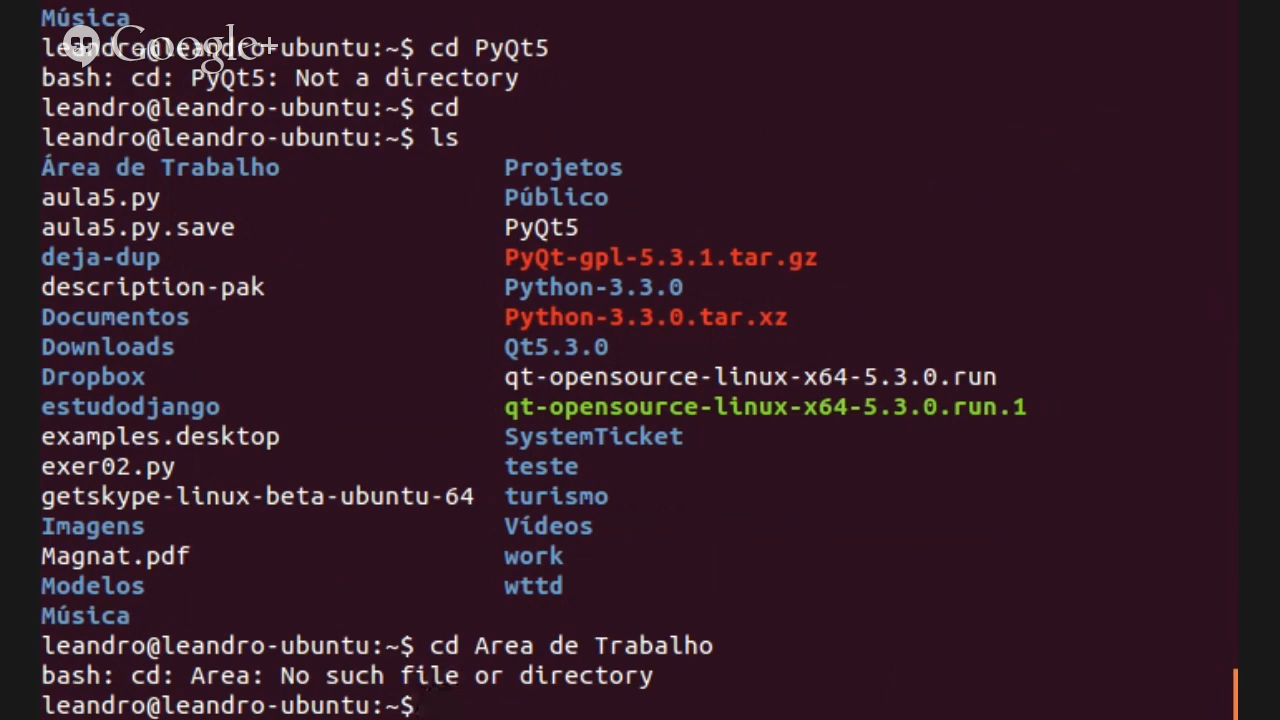 Música
Google+
leandro@leandro-ubuntu:~$ cd PyQt5
bash: cd: PyQt5: Not a directory
leandro@leandro-ubuntu:~$ cd
leandro@leandro-ubuntu:~$ ls
Área de Trabalho Projetos
aula5.py Público
aula5.py.save PyQt5
deja-dup PyQt-gpl-5.3.1.tar.gz
description-pak Python-3.3.0
Documentos Python-3.3.0.tar.xz
Downloads Qt5.3.0
Dropbox qt-opensource-linux-x64-5.3.0.run
estudodjango qt-opensource-linux-x64-5.3.0.run.1
examples.desktop SystemTicket
exer02.py teste
getskype-linux-beta-ubuntu-64 turismo
Imagens Vídeos
Magnat.pdf work
Modelos wttd
Música
leandro@leandro-ubuntu:~$ cd Area de Trabalho
bash: cd: Area: No such file or directory
leandro@leandro-ubuntu:~$